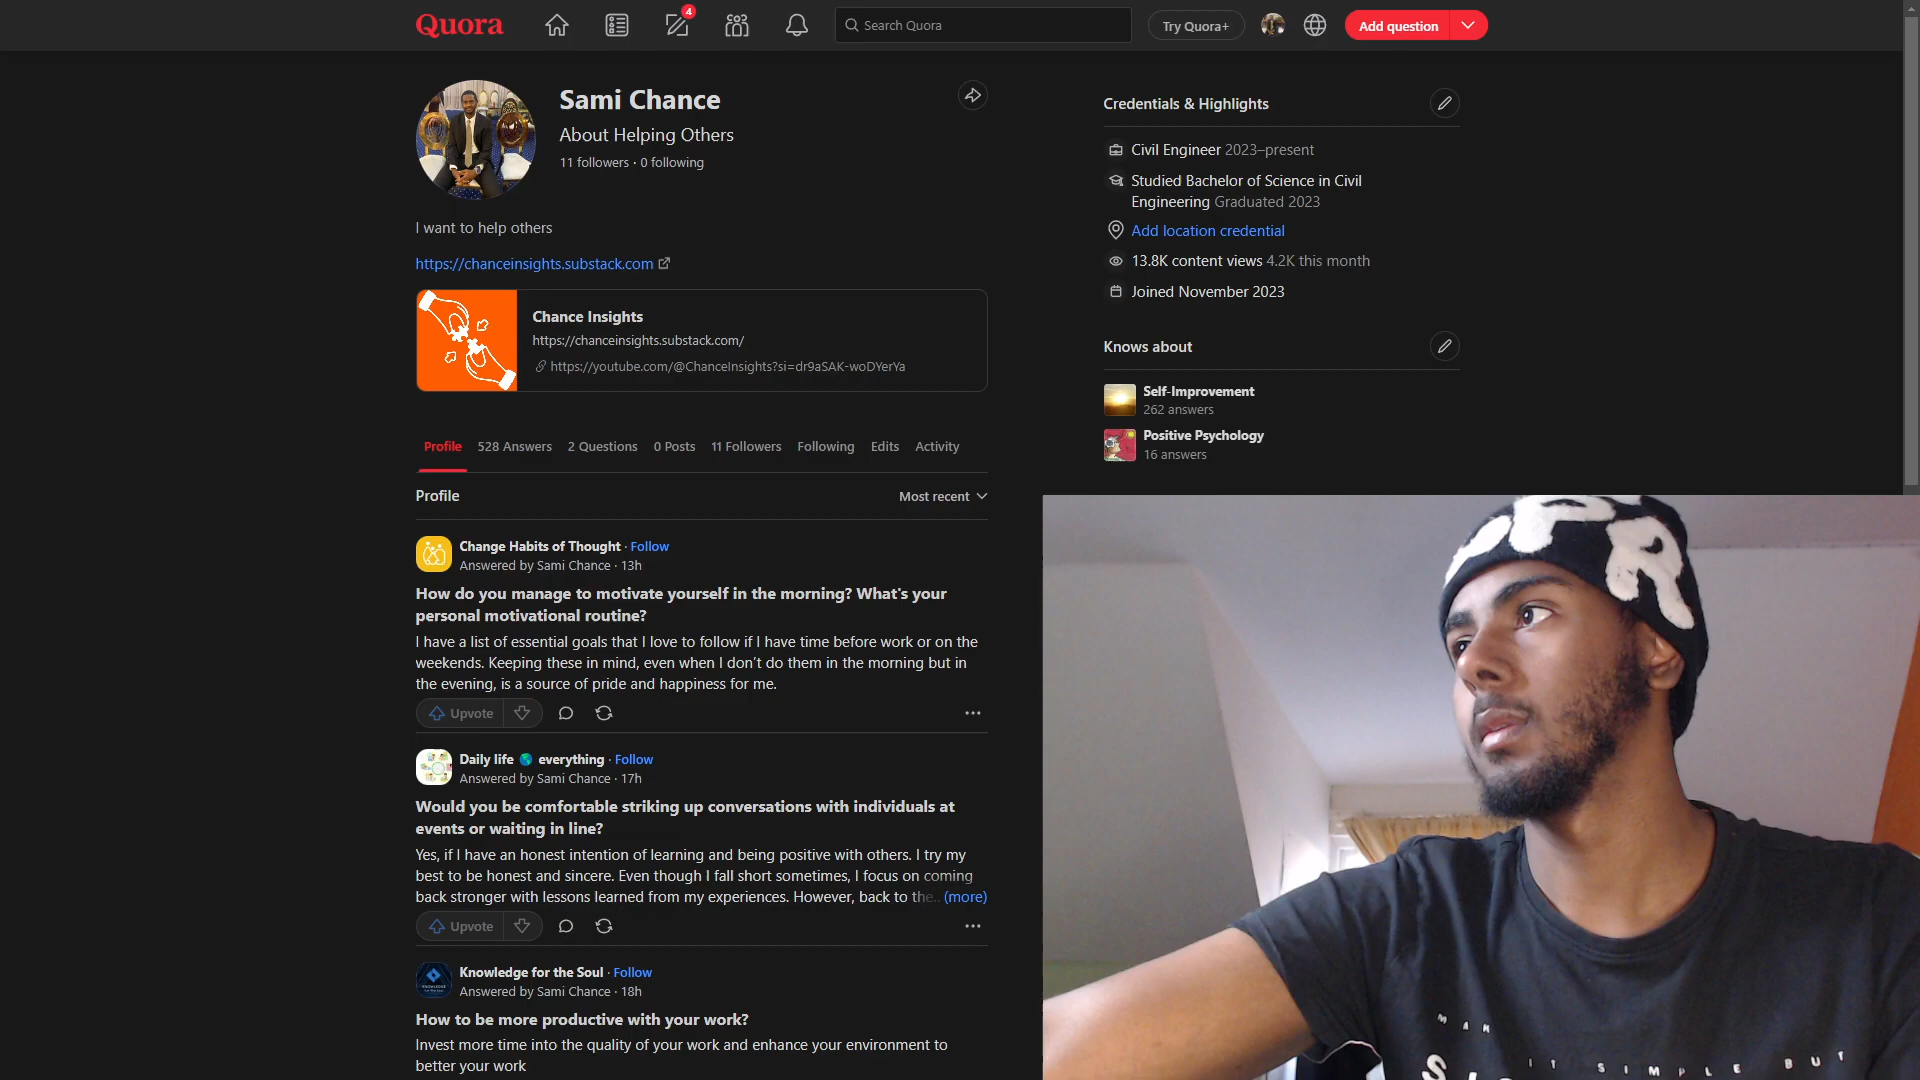 Quora
4
Search Quora
Try Quora+
Add question
Sami Chance
About Helping Others
11 followers · 0 following
I want to help others
https://chanceinsights.substack.com
Chance Insights
https://chanceinsights.substack.com/
https://youtube.com/@ChanceInsights?si=dr9aSAK-woDYerYa
Profile 528 Answers 2 Questions 0 Posts 11 Followers Following Edits Activity
Profile
Most recent
Change Habits of Thought · Follow
Answered by Sami Chance · 13h
How do you manage to motivate yourself in the morning? What's your
personal motivational routine?
I have a list of essential goals that I love to follow if I have time before work or on the
weekends. Keeping these in mind, even when I don't do them in the morning but in
the evening, is a source of pride and happiness for me.
Upvote
Daily life 🌎 everything · Follow
Answered by Sami Chance · 17h
Would you be comfortable striking up conversations with individuals at
events or waiting in line?
Yes, if I have an honest intention of learning and being positive with others. I try my
best to be honest and sincere. Even though I fall short sometimes, I focus on coming
back stronger with lessons learned from my experiences. However, back to the.. (more)
Upvote
Knowledge for the Soul · Follow
Answered by Sami Chance · 18h
How to be more productive with your work?
Invest more time into the quality of your work and enhance your environment to
better your work
Credentials & Highlights
Civil Engineer 2023–present
Studied Bachelor of Science in Civil
Engineering Graduated 2023
Add location credential
13.8K content views 4.2K this month
Joined November 2023
Knows about
Self-Improvement
262 answers
Positive Psychology
16 answers
IT SIMPLE BUT